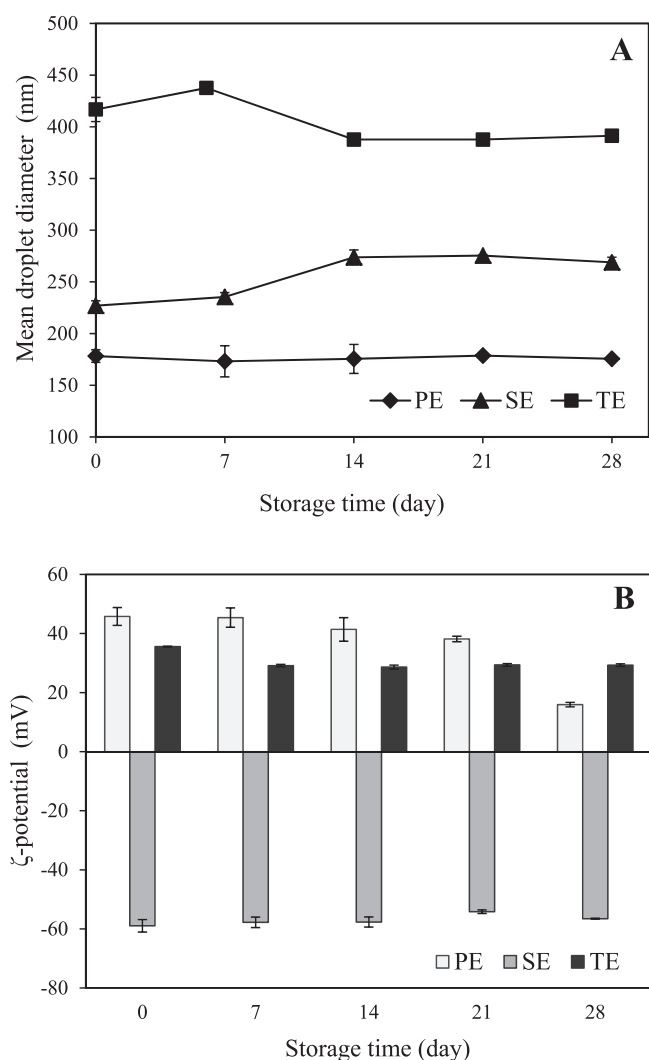 A
500
450
400
350
300
250
200
150
100
Mean droplet diameter (nm)
PE SE TE
0 7 14 21 28
Storage time (day)
B
60
40
20
0
-20
-40
-60
-80
ζ-potential (mV)
PE SE TE
0 7 14 21 28
Storage time (day)